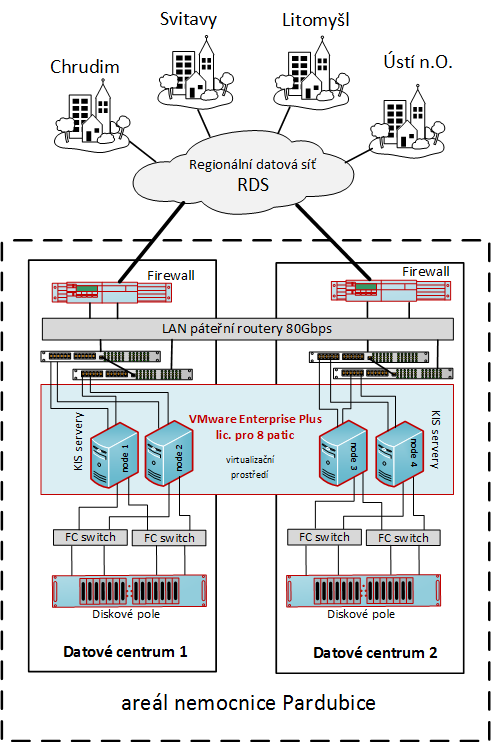 Svitavy
Litomyšl
Chrudim
Ústí n.O.
Regionální datová síť
RDS
Firewall
Firewall
LAN páteřní routery 80Gbps
VMware Enterprise Plus
lic. pro 8 patic
virtualizační
prostředí
KIS servery
node 1
node 2
node 3
node 4
KIS servery
FC switch
FC switch
FC switch
FC switch
Diskové pole
Diskové pole
Datové centrum 1
Datové centrum 2
areál nemocnice Pardubice